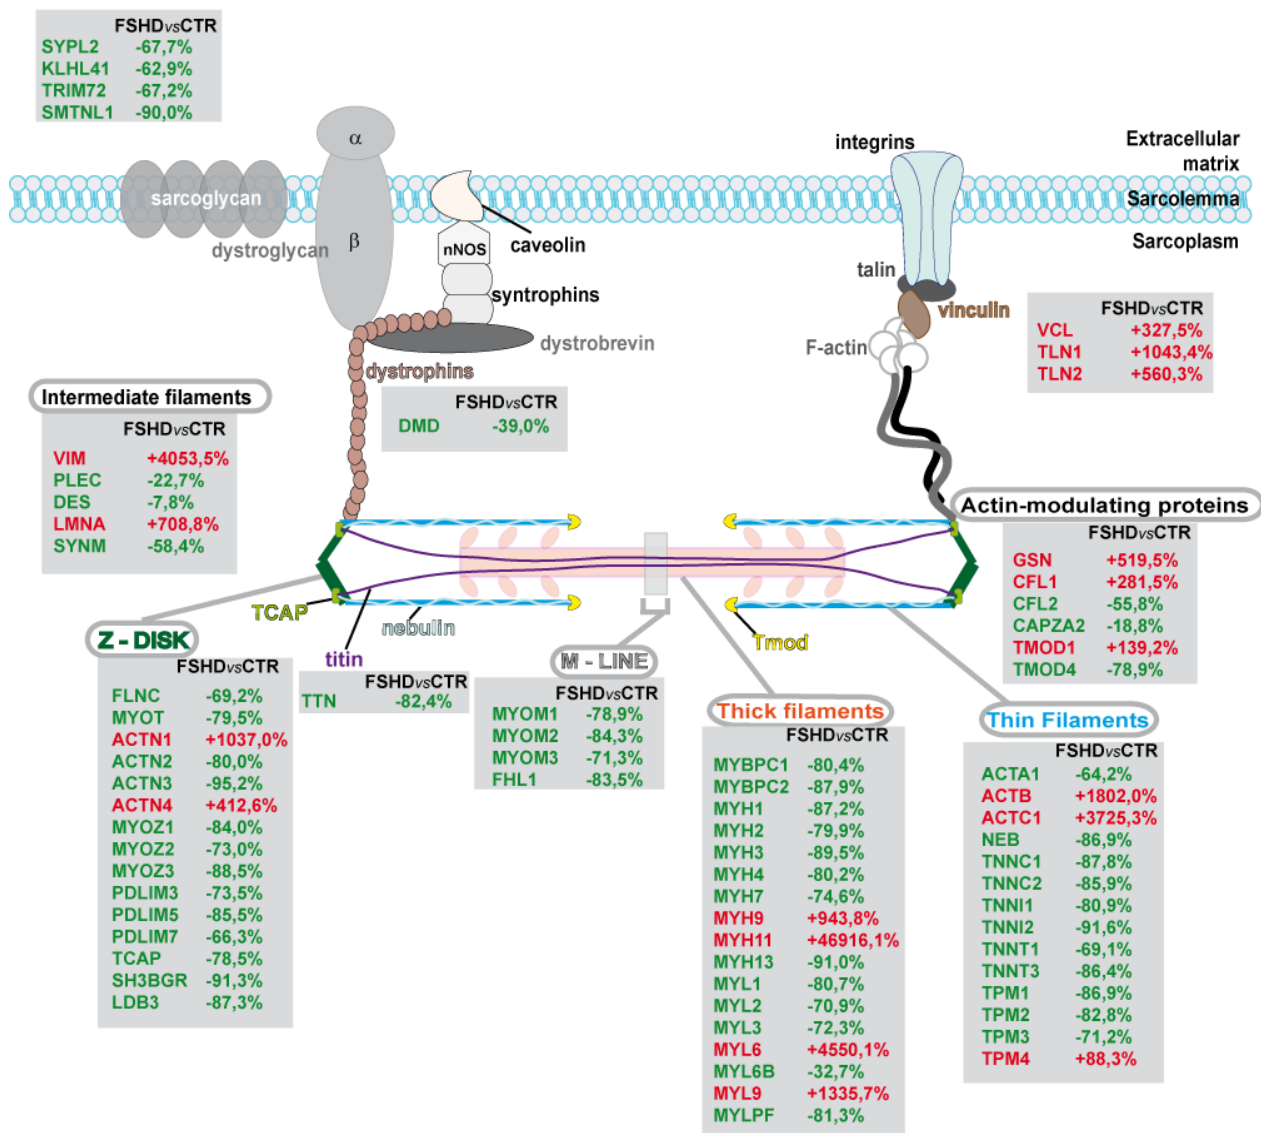 FSHDvsCTR
SYPL2 -67,7%
KLHL41 -62,9%
TRIM72 -67,2%
SMTNL1 -90,0%
α
integrins
Extracellular
matrix
sarcoglycan
Sarcolemma
dystroglycan
β
nNOS
caveolin
Sarcoplasm
talin
syntrophins
vinculin
dystrobrevin
F-actin
FSHDvsCTR
VCL +327,5%
TLN1 +1043,4%
TLN2 +560,3%
dystrophins
FSHDvsCTR
DMD -39,0%
Intermediate filaments
FSHDvsCTR
VIM +4053,5%
PLEC -22,7%
DES -7,8%
LMNA +708,8%
SYNM -58,4%
Actin-modulating proteins
FSHDvsCTR
GSN +519,5%
CFL1 +281,5%
CFL2 -55,8%
CAPZA2 -18,8%
TMOD1 +139,2%
TMOD4 -78,9%
TCAP
nebulin
titin
Tmod
Z - DISK
FSHDvsCTR
FLNC -69,2%
MYOT -79,5%
ACTN1 +1037,0%
ACTN2 -80,0%
ACTN3 -95,2%
ACTN4 +412,6%
MYOZ1 -84,0%
MYOZ2 -73,0%
MYOZ3 -88,5%
PDLIM3 -73,5%
PDLIM5 -85,5%
PDLIM7 -66,3%
TCAP -78,5%
SH3BGR -91,3%
LDB3 -87,3%
FSHDvsCTR
TTN -82,4%
M - LINE
FSHDvsCTR
MYOM1 -78,9%
MYOM2 -84,3%
MYOM3 -71,3%
FHL1 -83,5%
Thick filaments
FSHDvsCTR
MYBPC1 -80,4%
MYBPC2 -87,9%
MYH1 -87,2%
MYH2 -79,9%
MYH3 -89,5%
MYH4 -80,2%
MYH7 -74,6%
MYH9 +943,8%
MYH11 +46916,1%
MYH13 -91,0%
MYL1 -80,7%
MYL2 -70,9%
MYL3 -72,3%
MYL6 +4550,1%
MYL6B -32,7%
MYL9 +1335,7%
MYLPF -81,3%
Thin Filaments
FSHDvsCTR
ACTA1 -64,2%
ACTB +1802,0%
ACTC1 +3725,3%
NEB -86,9%
TNNC1 -87,8%
TNNC2 -85,9%
TNNI1 -80,9%
TNNI2 -91,6%
TNNT1 -69,1%
TNNT3 -86,4%
TPM1 -86,9%
TPM2 -82,8%
TPM3 -71,2%
TPM4 +88,3%